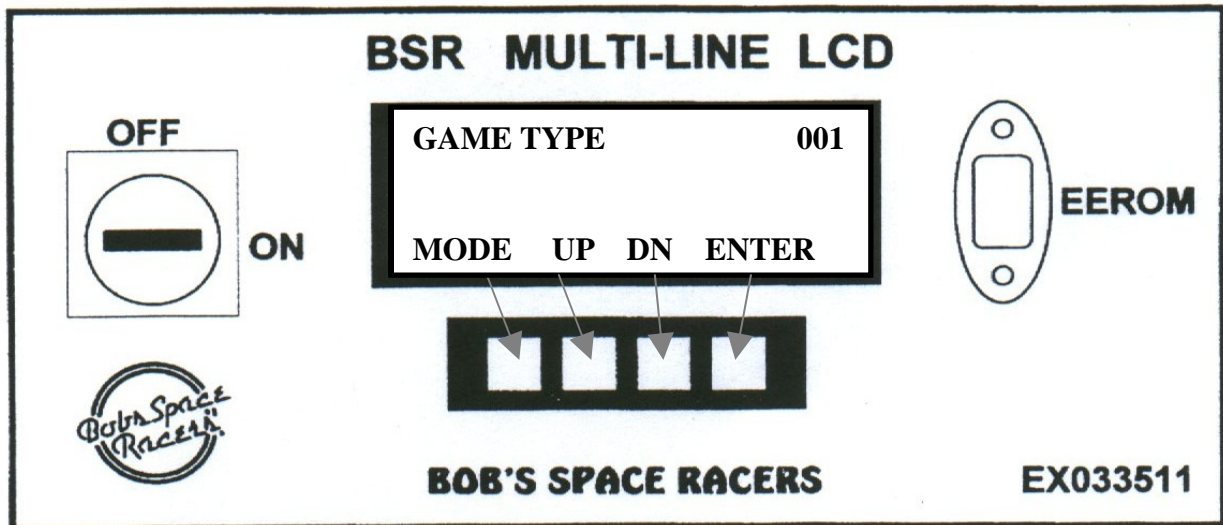 BSR MULTI-LINE LCD
OFF
ON
GAME TYPE 001
MODE UP DN ENTER
EEROM
Bob's Space
Racers
BOB'S SPACE RACERS
EX033511